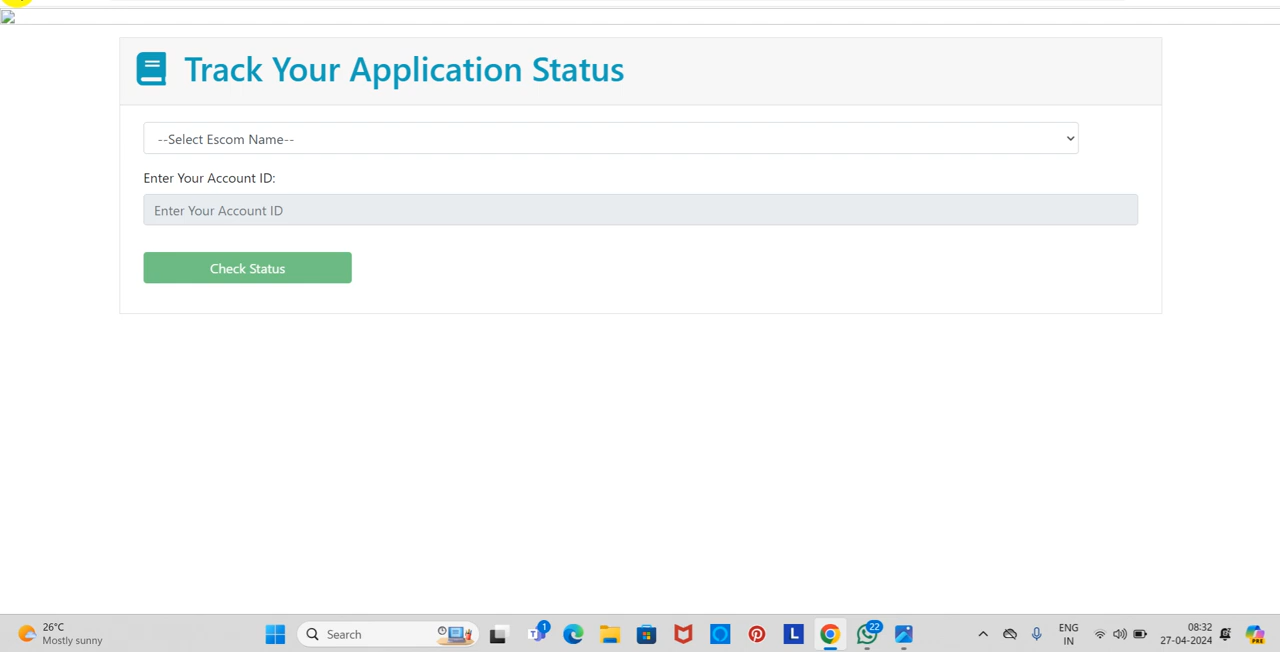 Track Your Application Status
--Select Escom Name--
Enter Your Account ID:
Enter Your Account ID
Check Status
26°C
Mostly sunny
Search
1
L
22
ENG
IN
08:32
27-04-2024
PRE